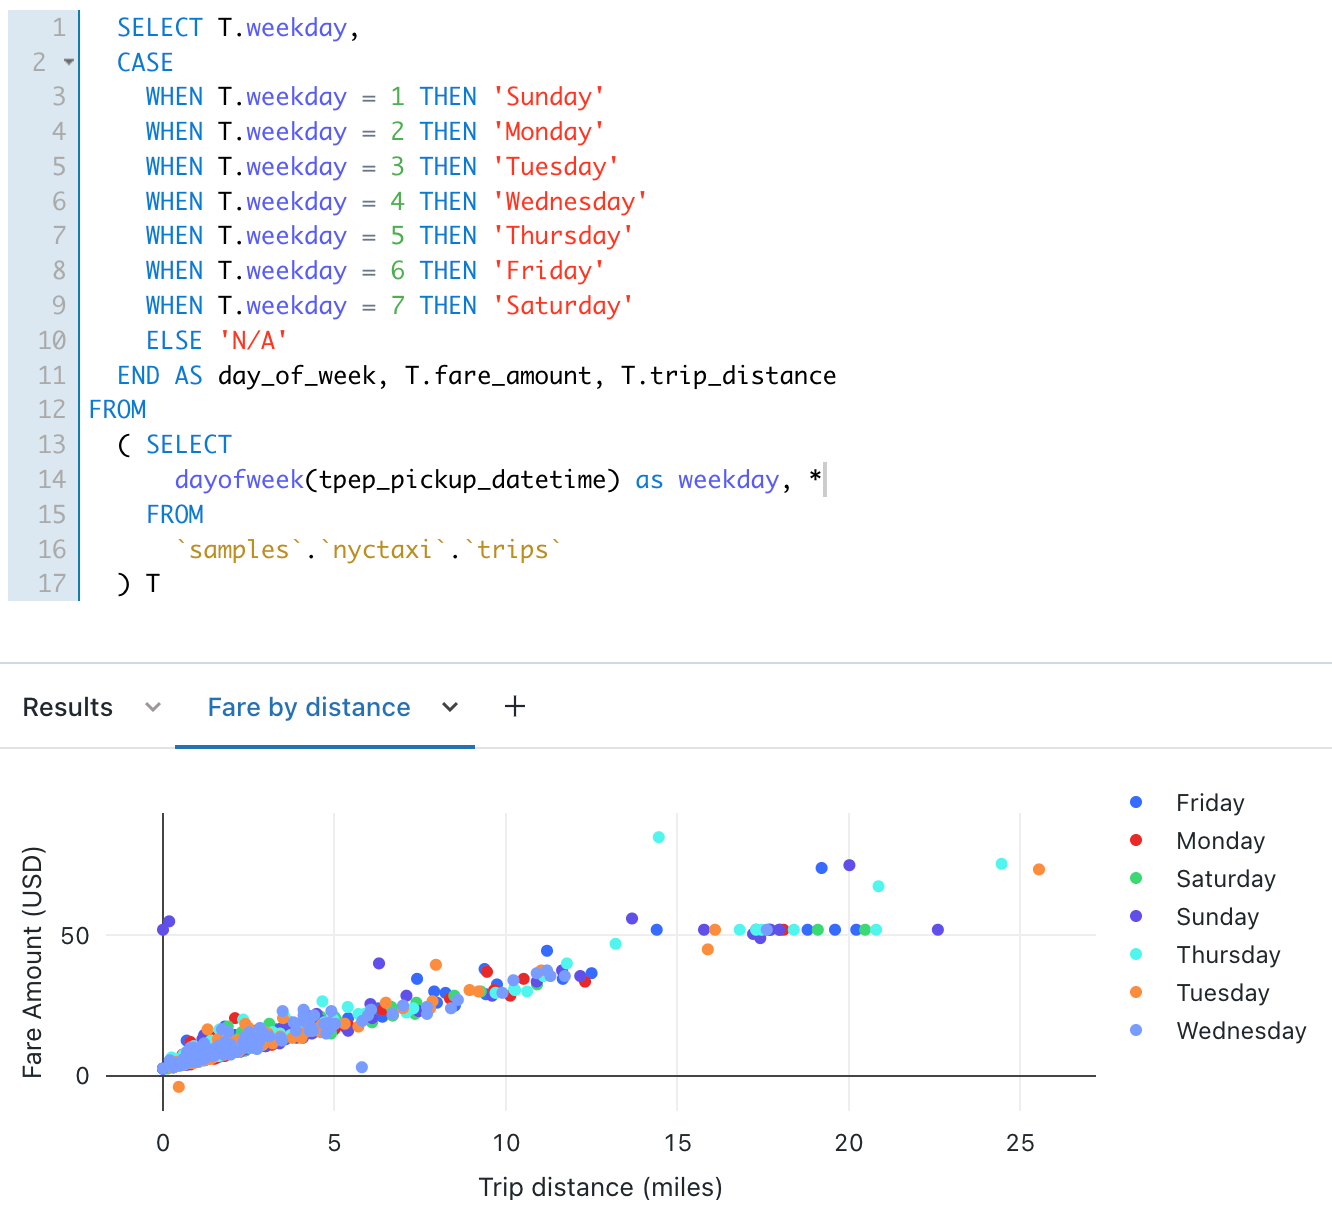 1 SELECT T.weekday,
2 CASE
3 WHEN T.weekday = 1 THEN 'Sunday'
4 WHEN T.weekday = 2 THEN 'Monday'
5 WHEN T.weekday = 3 THEN 'Tuesday'
6 WHEN T.weekday = 4 THEN 'Wednesday'
7 WHEN T.weekday = 5 THEN 'Thursday'
8 WHEN T.weekday = 6 THEN 'Friday'
9 WHEN T.weekday = 7 THEN 'Saturday'
10 ELSE 'N/A'
11 END AS day_of_week, T.fare_amount, T.trip_distance
12 FROM
13 ( SELECT
14 dayofweek(tpep_pickup_datetime) as weekday, *
15 FROM
16 `samples`.`nyctaxi`.`trips`
17 ) T
Results Fare by distance +
Fare Amount (USD)
50
0
0 5 10 15 20 25
Trip distance (miles)
Friday
Monday
Saturday
Sunday
Thursday
Tuesday
Wednesday